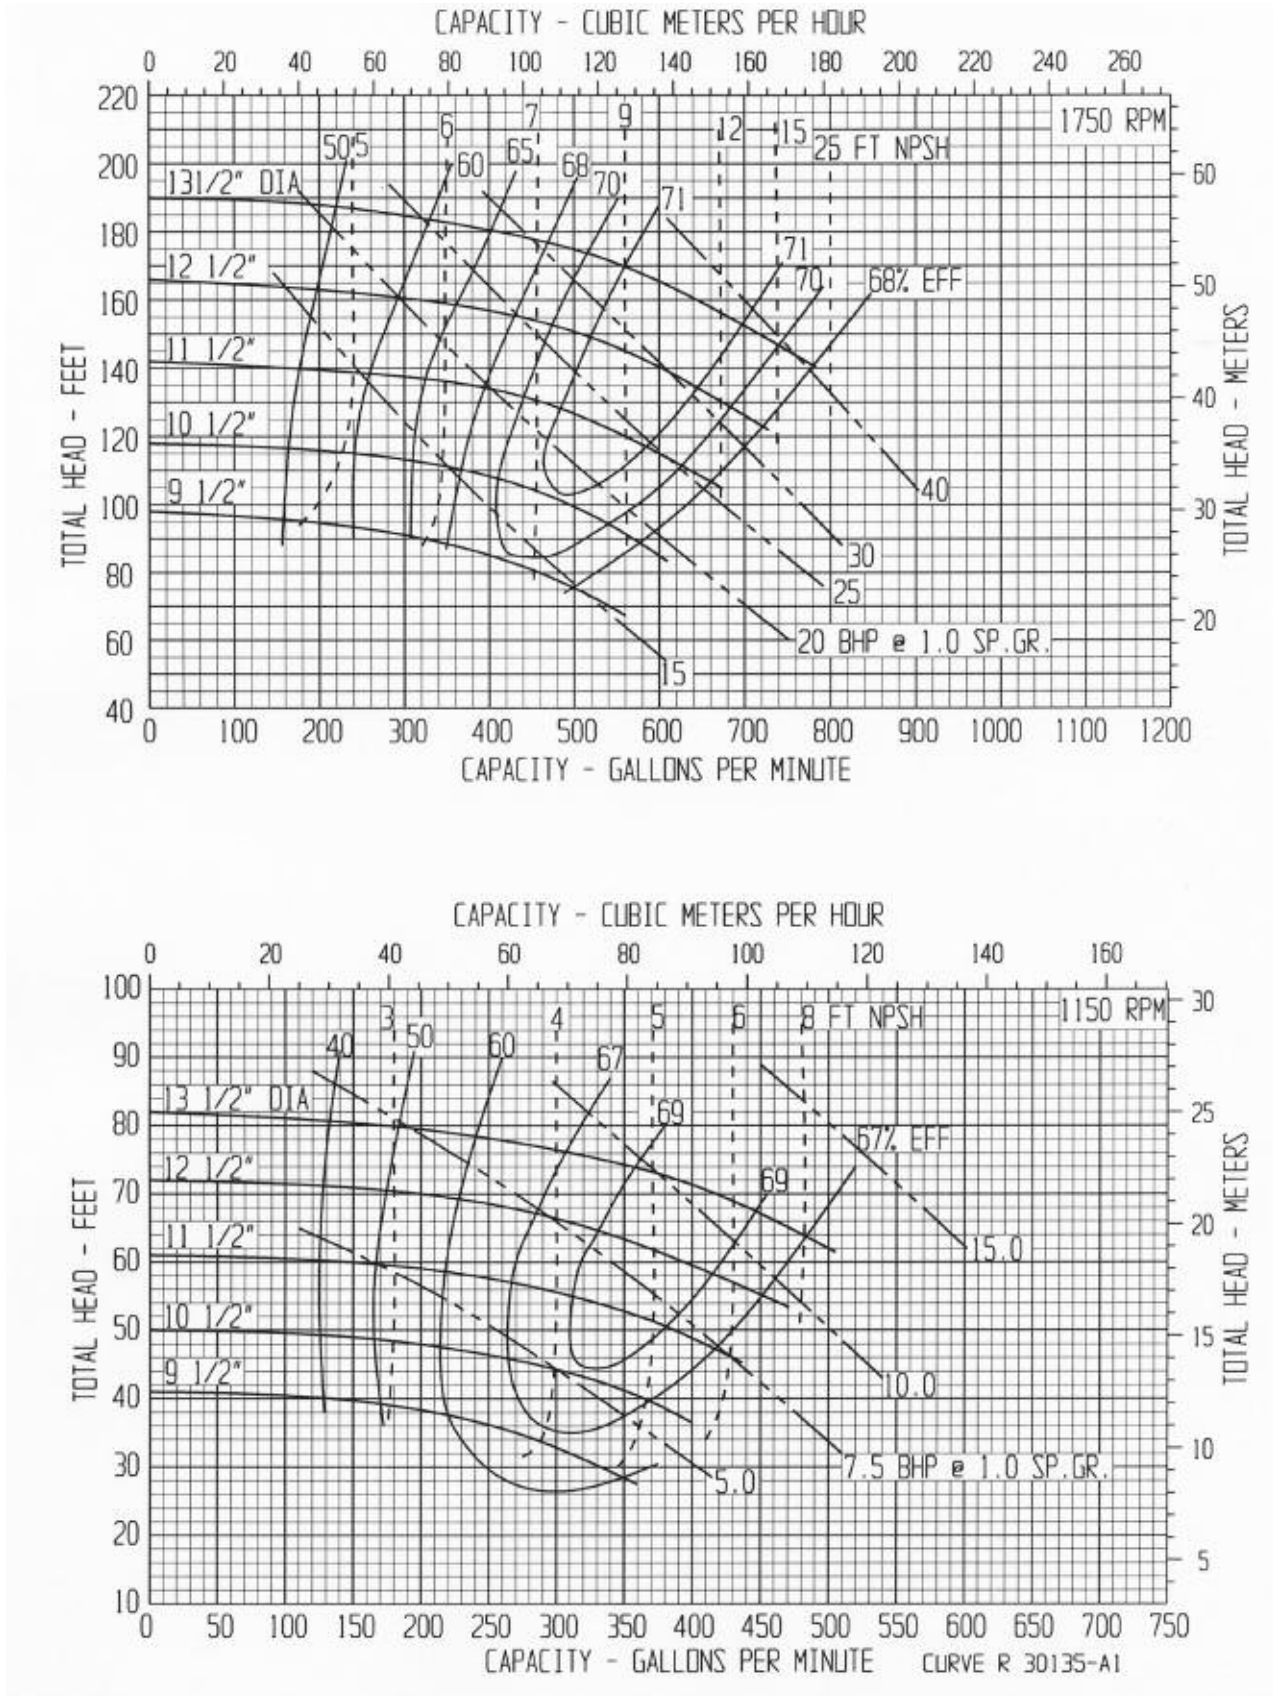 CAPACITY - CUBIC METERS PER HOUR
0 20 40 60 80 100 120 140 160 180 200 220 240 260
220 200 180 160 140 120 100 80 60 40
TOTAL HEAD - FEET
1750 RPM
50 5 6 7 9 12 15 25 FT NPSH
60 65 68 70 71
71 70 68% EFF
131/2" DIA
12 1/2"
11 1/2"
10 1/2"
9 1/2"
40
30
25
20 BHP @ 1.0 SP.GR.
15
60 50 40 30 20
TOTAL HEAD - METERS
0 100 200 300 400 500 600 700 800 900 1000 1100 1200
CAPACITY - GALLONS PER MINUTE
CAPACITY - CUBIC METERS PER HOUR
0 20 40 60 80 100 120 140 160
100 90 80 70 60 50 40 30 20 10
TOTAL HEAD - FEET
1150 RPM
3 4 5 6 8 FT NPSH
40 50 60 67 69
69 67% EFF
13 1/2" DIA
12 1/2"
11 1/2"
10 1/2"
9 1/2"
15.0
10.0
7.5 BHP @ 1.0 SP.GR.
5.0
30 25 20 15 10 5
TOTAL HEAD - METERS
0 50 100 150 200 250 300 350 400 450 500 550 600 650 700 750
CAPACITY - GALLONS PER MINUTE
CURVE R 30135-A1